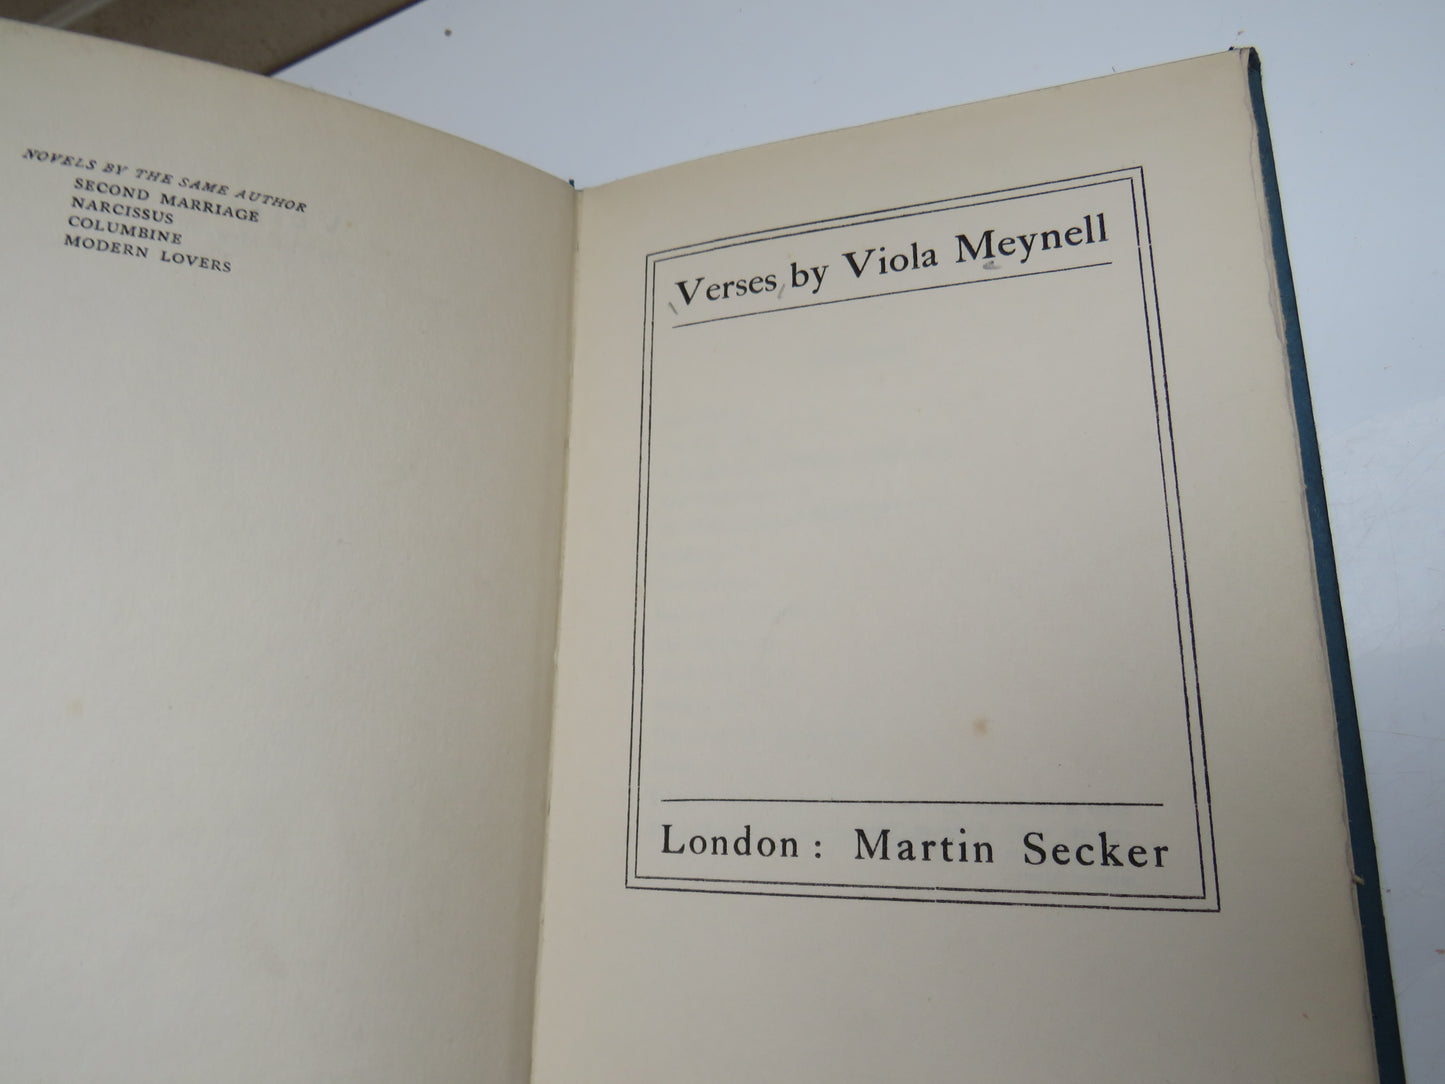 NOVELS BY THE SAME AUTHOR
SECOND MARRIAGE
NARCISSUS
COLUMBINE
MODERN LOVERS
Verses by Viola Meynell
London : Martin Secker